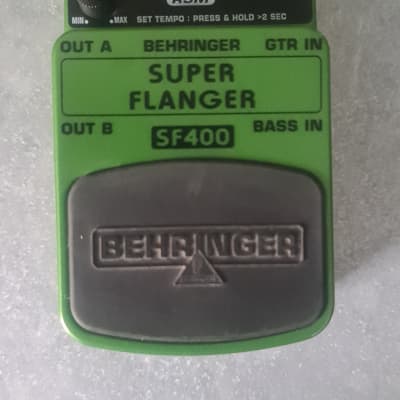 MIN
MAX
SET TEMPO : PRESS & HOLD >2 SEC
OUT A BEHRINGER GTR IN
SUPER
FLANGER
OUT B SF400 BASS IN
BEHRINGER